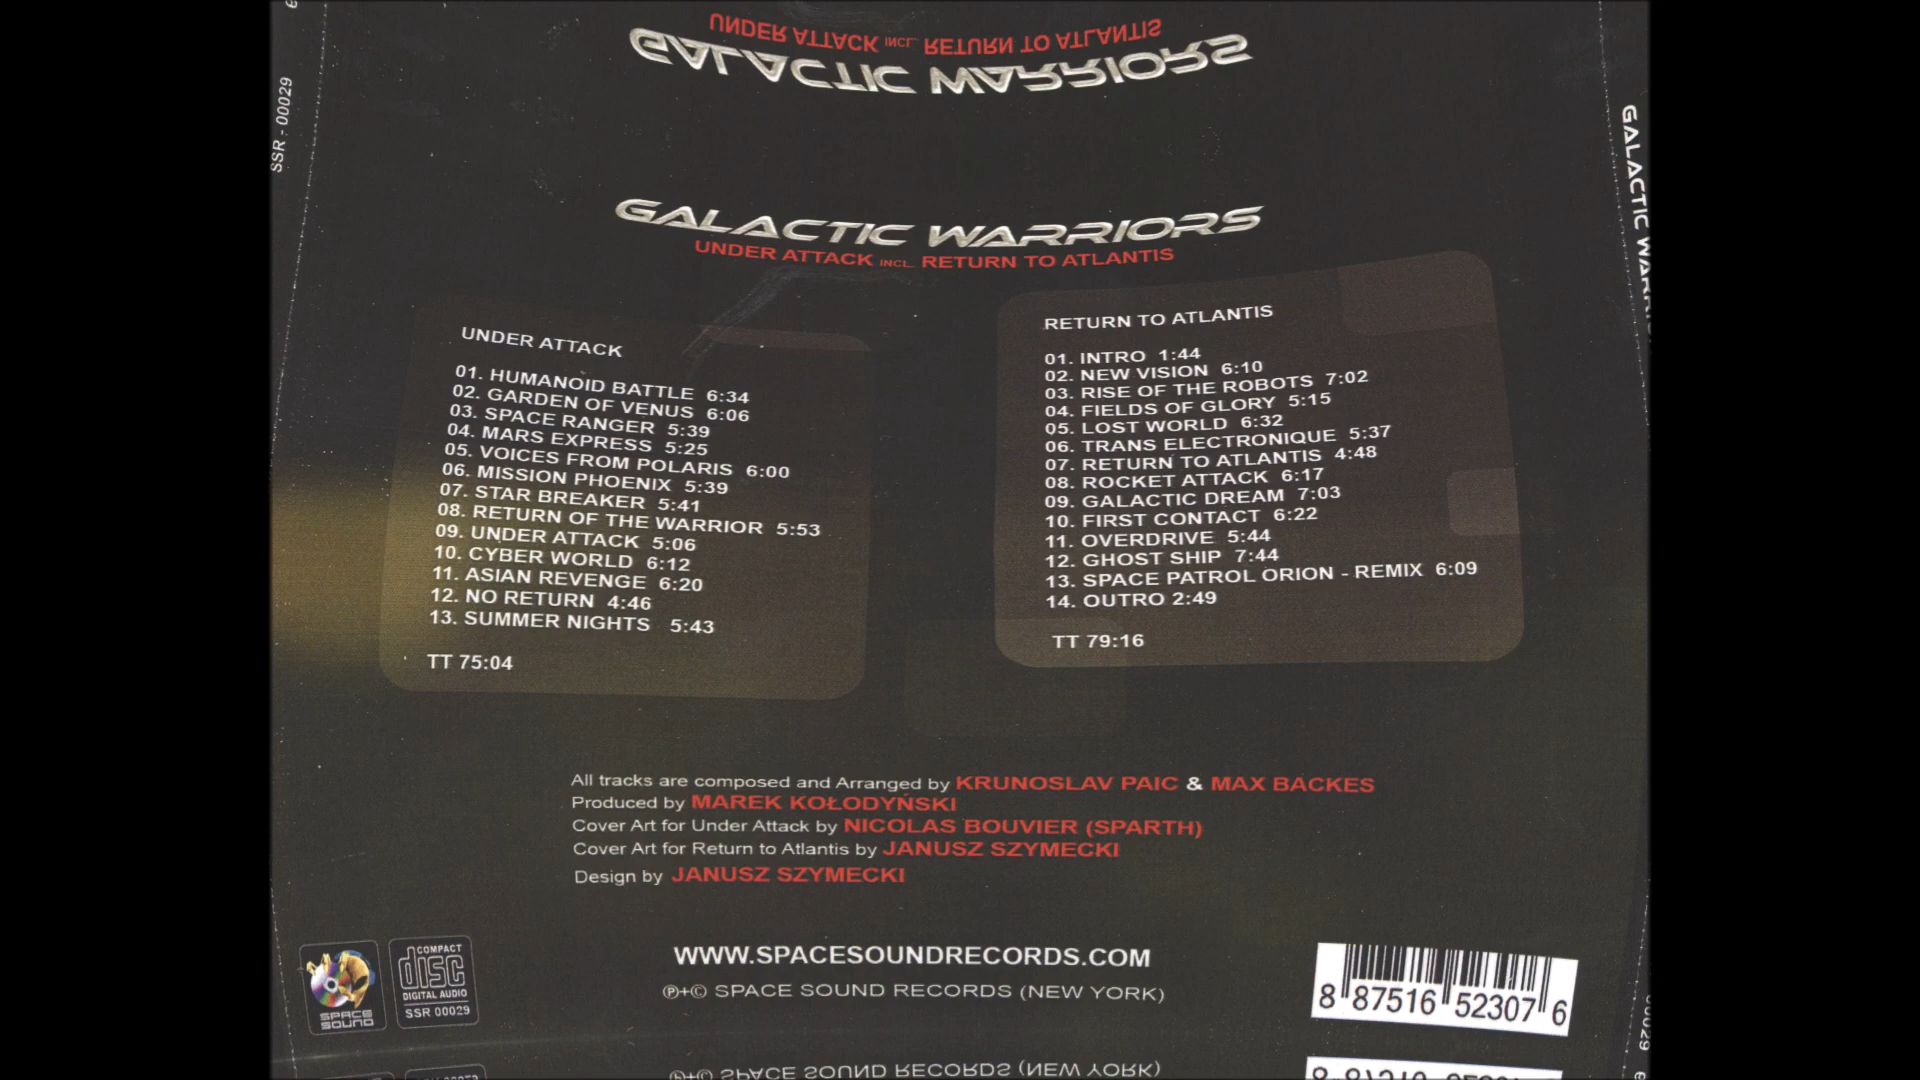 UNDER ATTACK INCL. RETURN TO ATLANTIS
GALACTIC WARRIORS
SSR - 00029
GALACTIC
GALACTIC WARRIORS
UNDER ATTACK INCL. RETURN TO ATLANTIS
UNDER ATTACK
01. HUMANOID BATTLE 6:34
02. GARDEN OF VENUS 6:06
03. SPACE RANGER 5:39
04. MARS EXPRESS 5:25
05. VOICES FROM POLARIS 6:00
06. MISSION PHOENIX 5:39
07. STAR BREAKER 5:41
08. RETURN OF THE WARRIOR 5:53
09. UNDER ATTACK 5:06
10. CYBER WORLD 6:12
11. ASIAN REVENGE 6:20
12. NO RETURN 4:46
13. SUMMER NIGHTS 5:43
TT 75:04
RETURN TO ATLANTIS
01. INTRO 1:44
02. NEW VISION 6:10
03. RISE OF THE ROBOTS 7:02
04. FIELDS OF GLORY 5:15
05. LOST WORLD 6:32
06. TRANS ELECTRONIQUE 5:37
07. RETURN TO ATLANTIS 4:48
08. ROCKET ATTACK 6:17
09. GALACTIC DREAM 7:03
10. FIRST CONTACT 6:22
11. OVERDRIVE 5:44
12. GHOST SHIP 7:44
13. SPACE PATROL ORION - REMIX 6:09
14. OUTRO 2:49
TT 79:16
All tracks are composed and Arranged by KRUNOSLAV PAIC & MAX BACKES
Produced by MAREK KOŁODYŃSKI
Cover Art for Under Attack by NICOLAS BOUVIER (SPARTH)
Cover Art for Return to Atlantis by JANUSZ SZYMECKI
Design by JANUSZ SZYMECKI
SPACE
SOUND
COMPACT
disc
DIGITAL AUDIO
SSR 00029
WWW.SPACESOUNDRECORDS.COM
℗+© SPACE SOUND RECORDS (NEW YORK)
8 87516 52307 6
℗+© SPACE SOUND RECORDS (NEW YORK)